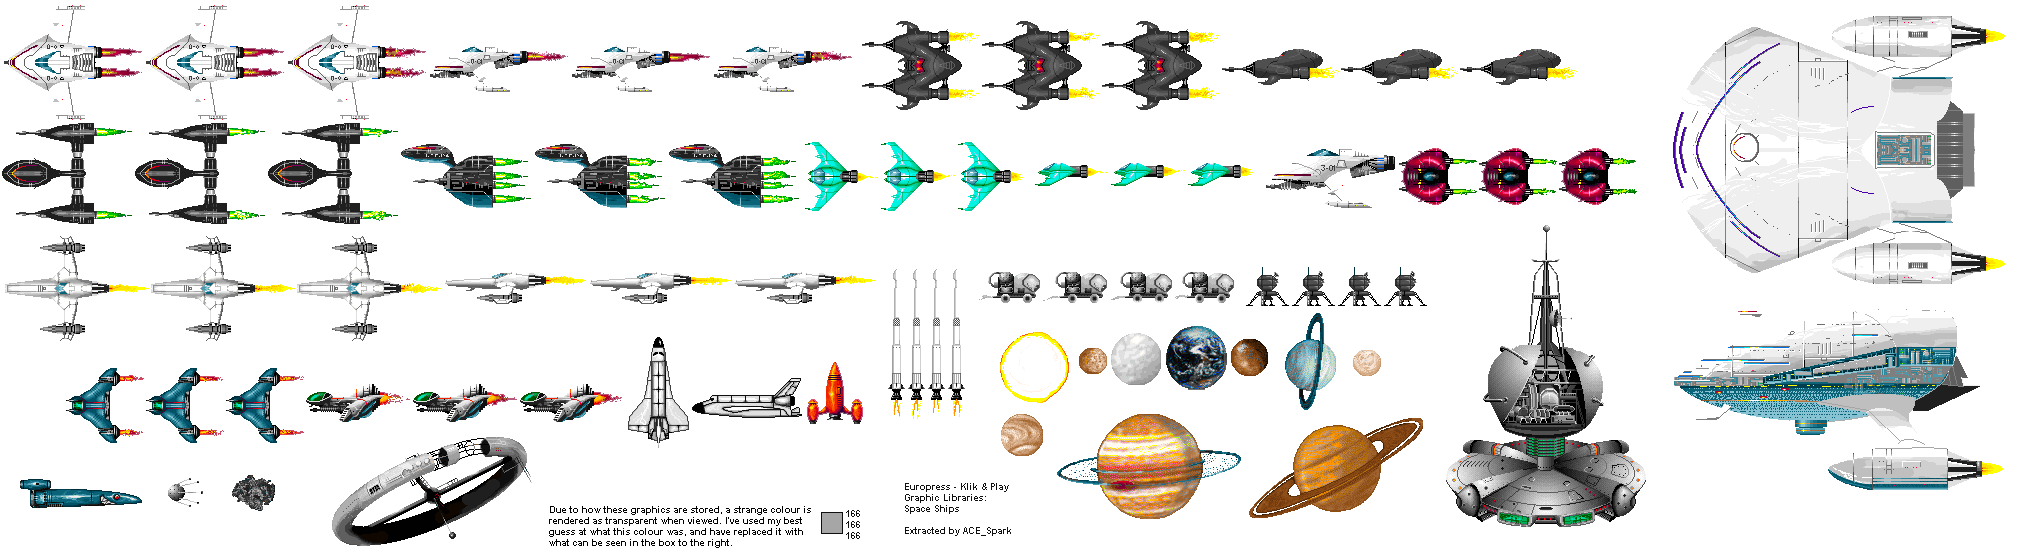 3-01
Due to how these graphics are stored, a strange colour is
rendered as transparent when viewed. I've used my best
guess at what this colour was, and have replaced it with
what can be seen in the box to the right.
166
166
166
Europress - Klik & Play
Graphic Libraries:
Space Ships
Extracted by ACE_Spark